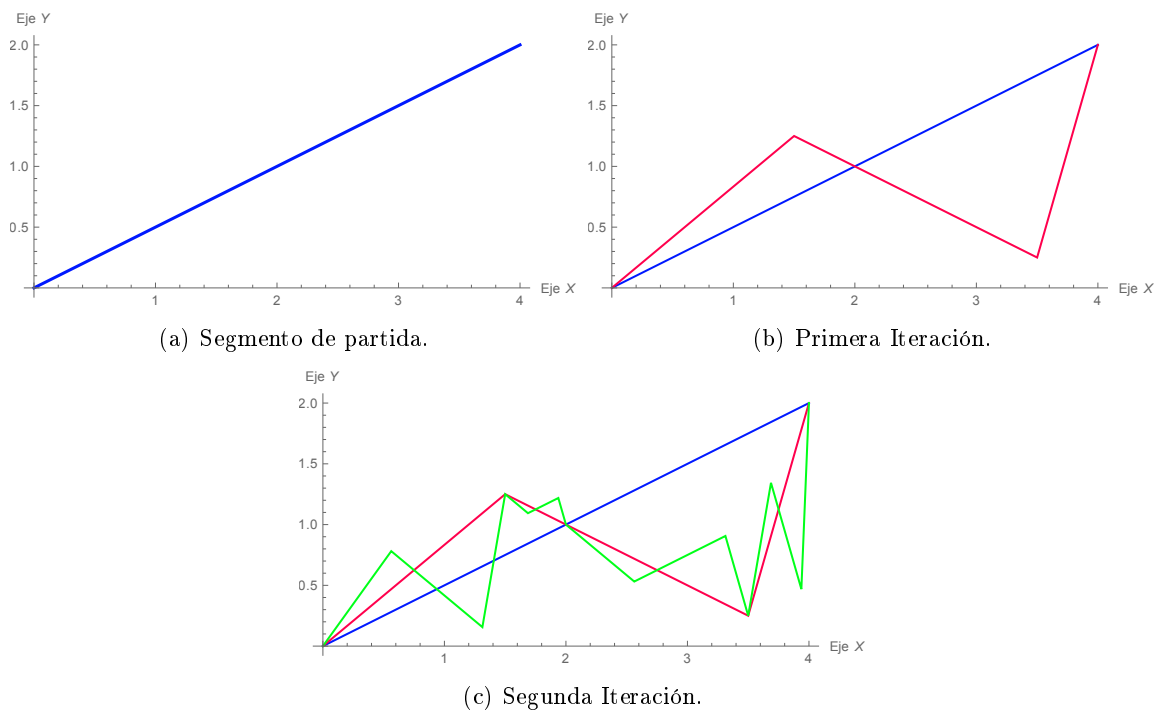 Eje Y
2.0
1.5
1.0
0.5
1 2 3 4 Eje X
(a) Segmento de partida.
Eje Y
2.0
1.5
1.0
0.5
1 2 3 4 Eje X
(b) Primera Iteración.
Eje Y
2.0
1.5
1.0
0.5
1 2 3 4 Eje X
(c) Segunda Iteración.